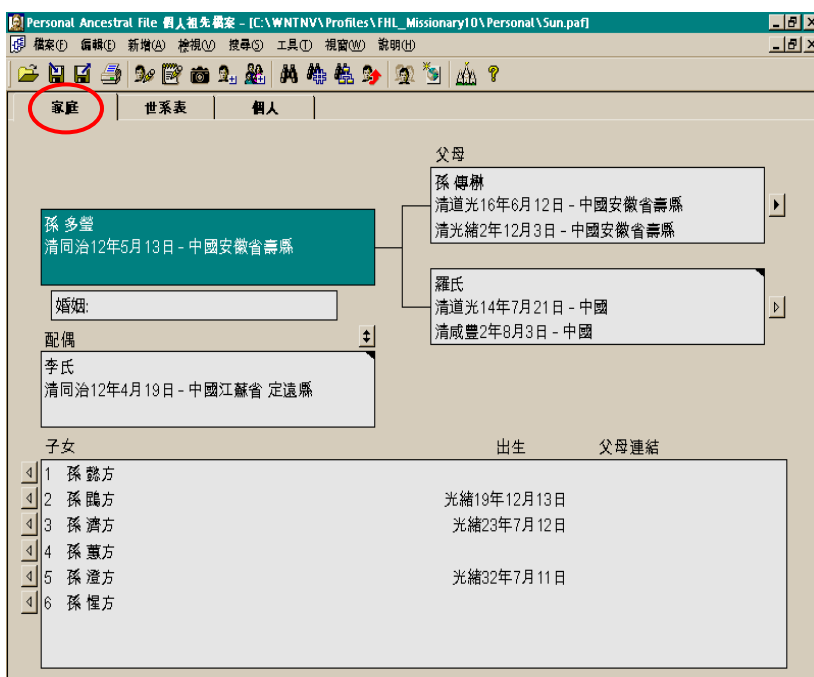 Personal Ancestral File 個人祖先檔案 - [C:\WNTNV\Profiles\FHL_Missionary10\Personal\Sun.paf]
檔案(F) 編輯(E) 新增(A) 檢視(V) 搜尋(S) 工具(T) 視窗(W) 說明(H)
家庭 世系表 個人
父母
孫 傳楙
清道光16年6月12日 - 中國安徽省壽縣
清光緒2年12月3日 - 中國安徽省壽縣
孫 多瑩
清同治12年5月13日 - 中國安徽省壽縣
羅氏
清道光14年7月21日 - 中國
清咸豐2年8月3日 - 中國
婚姻:
配偶
李氏
清同治12年4月19日 - 中國江蘇省 定遠縣
子女 出生 父母連結
1 孫 懿方
2 孫 鷗方 光緒19年12月13日
3 孫 濟方 光緒23年7月12日
4 孫 蕙方
5 孫 澄方 光緒32年7月11日
6 孫 惺方